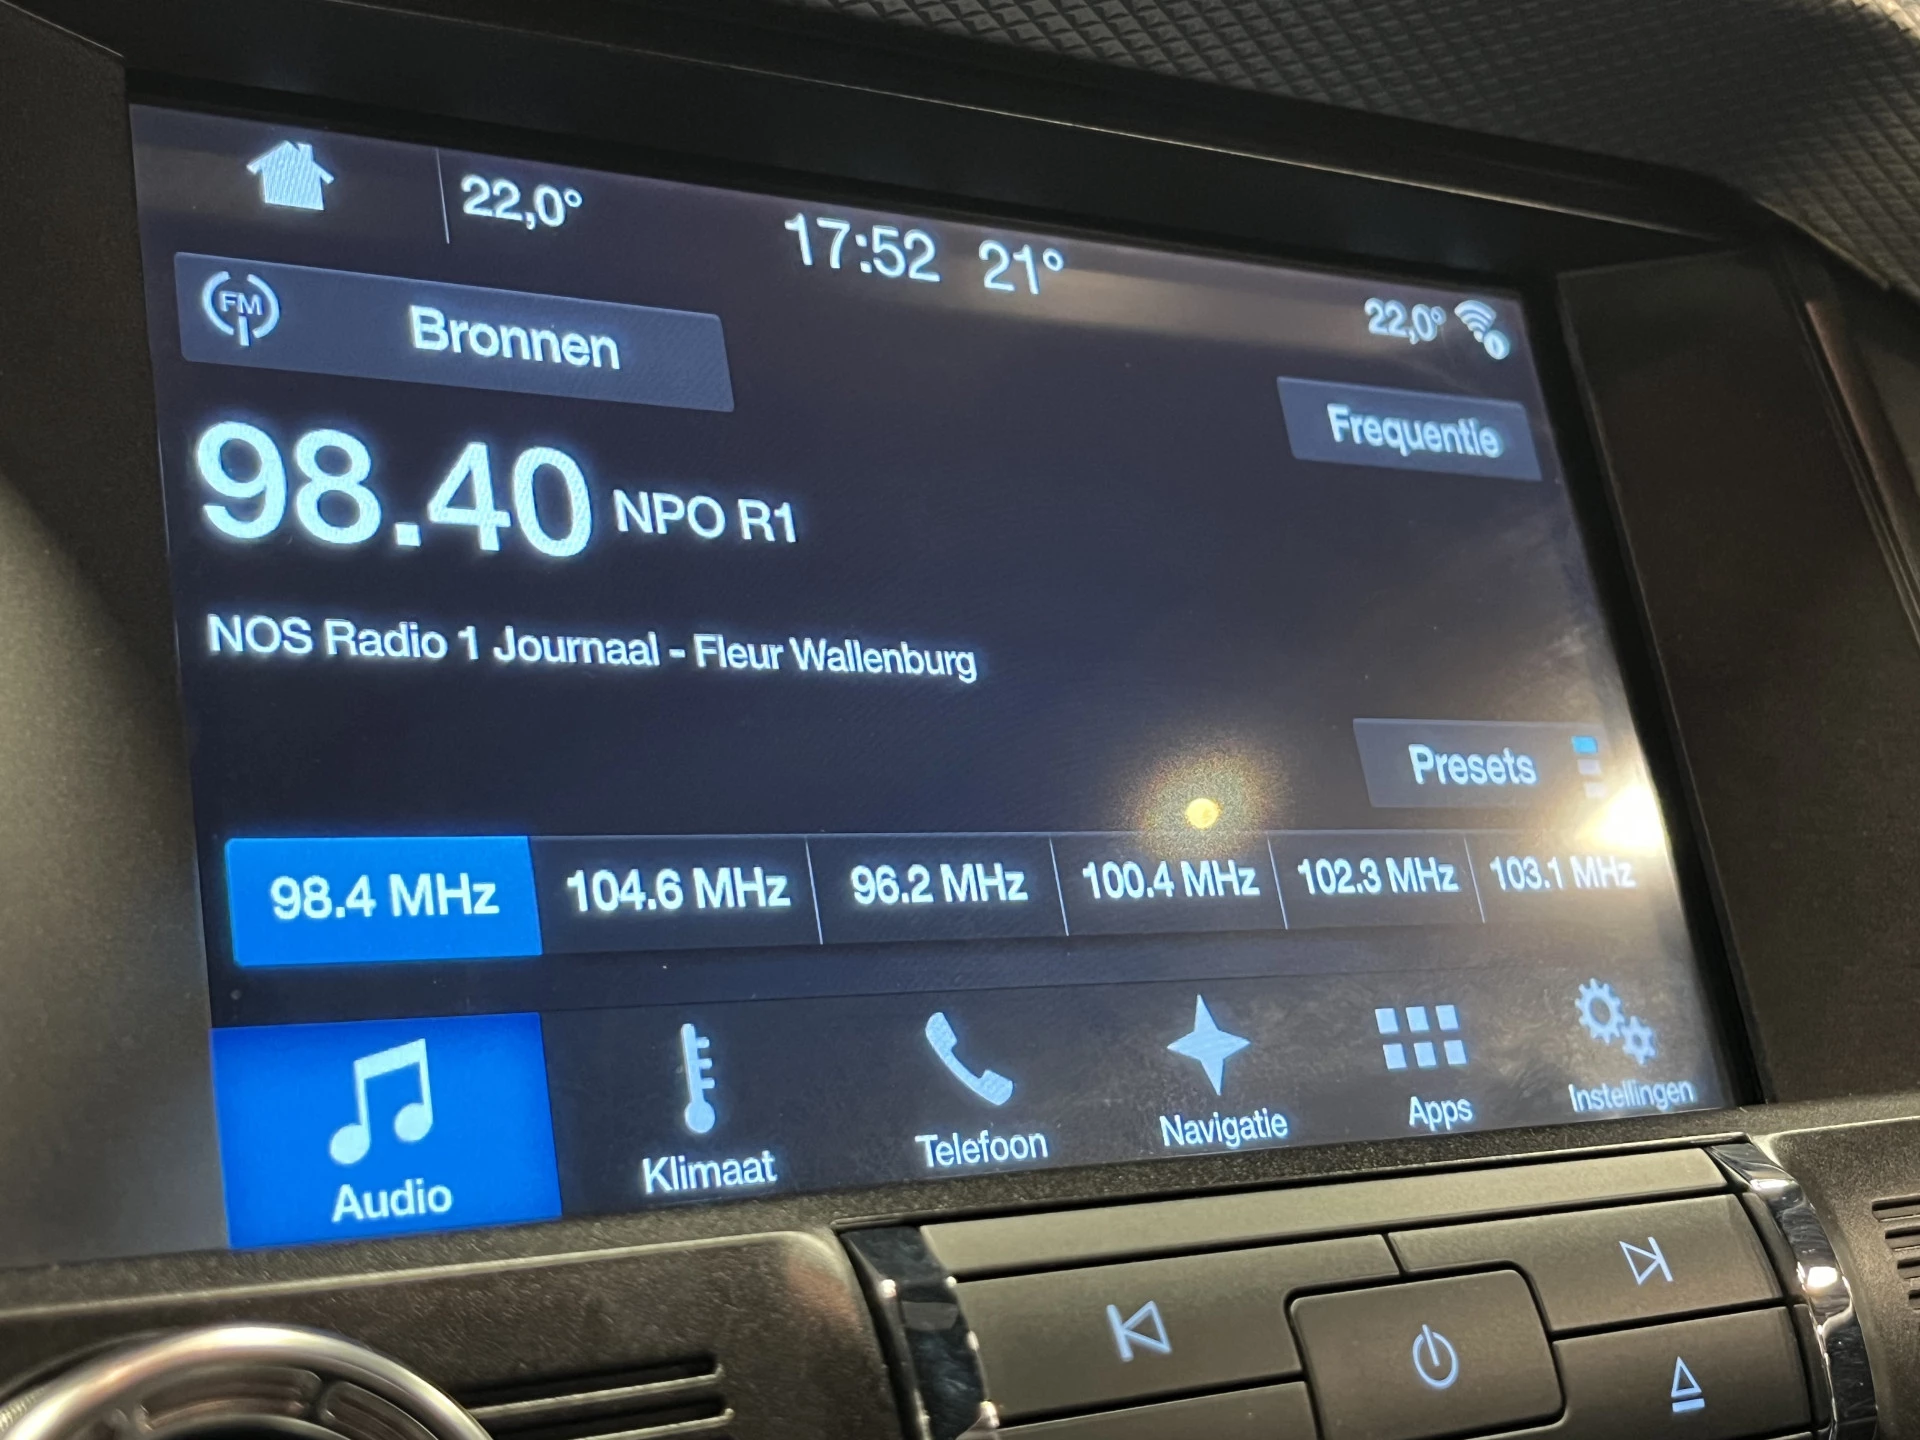 22,0°
17:52 21°
22,0°
FM Bronnen
Frequentie
98.40 NPO R1
NOS Radio 1 Journaal - Fleur Wallenburg
Presets
98.4 MHz 104.6 MHz 96.2 MHz 100.4 MHz 102.3 MHz 103.1 MHz
Audio Klimaat Telefoon Navigatie Apps Instellingen